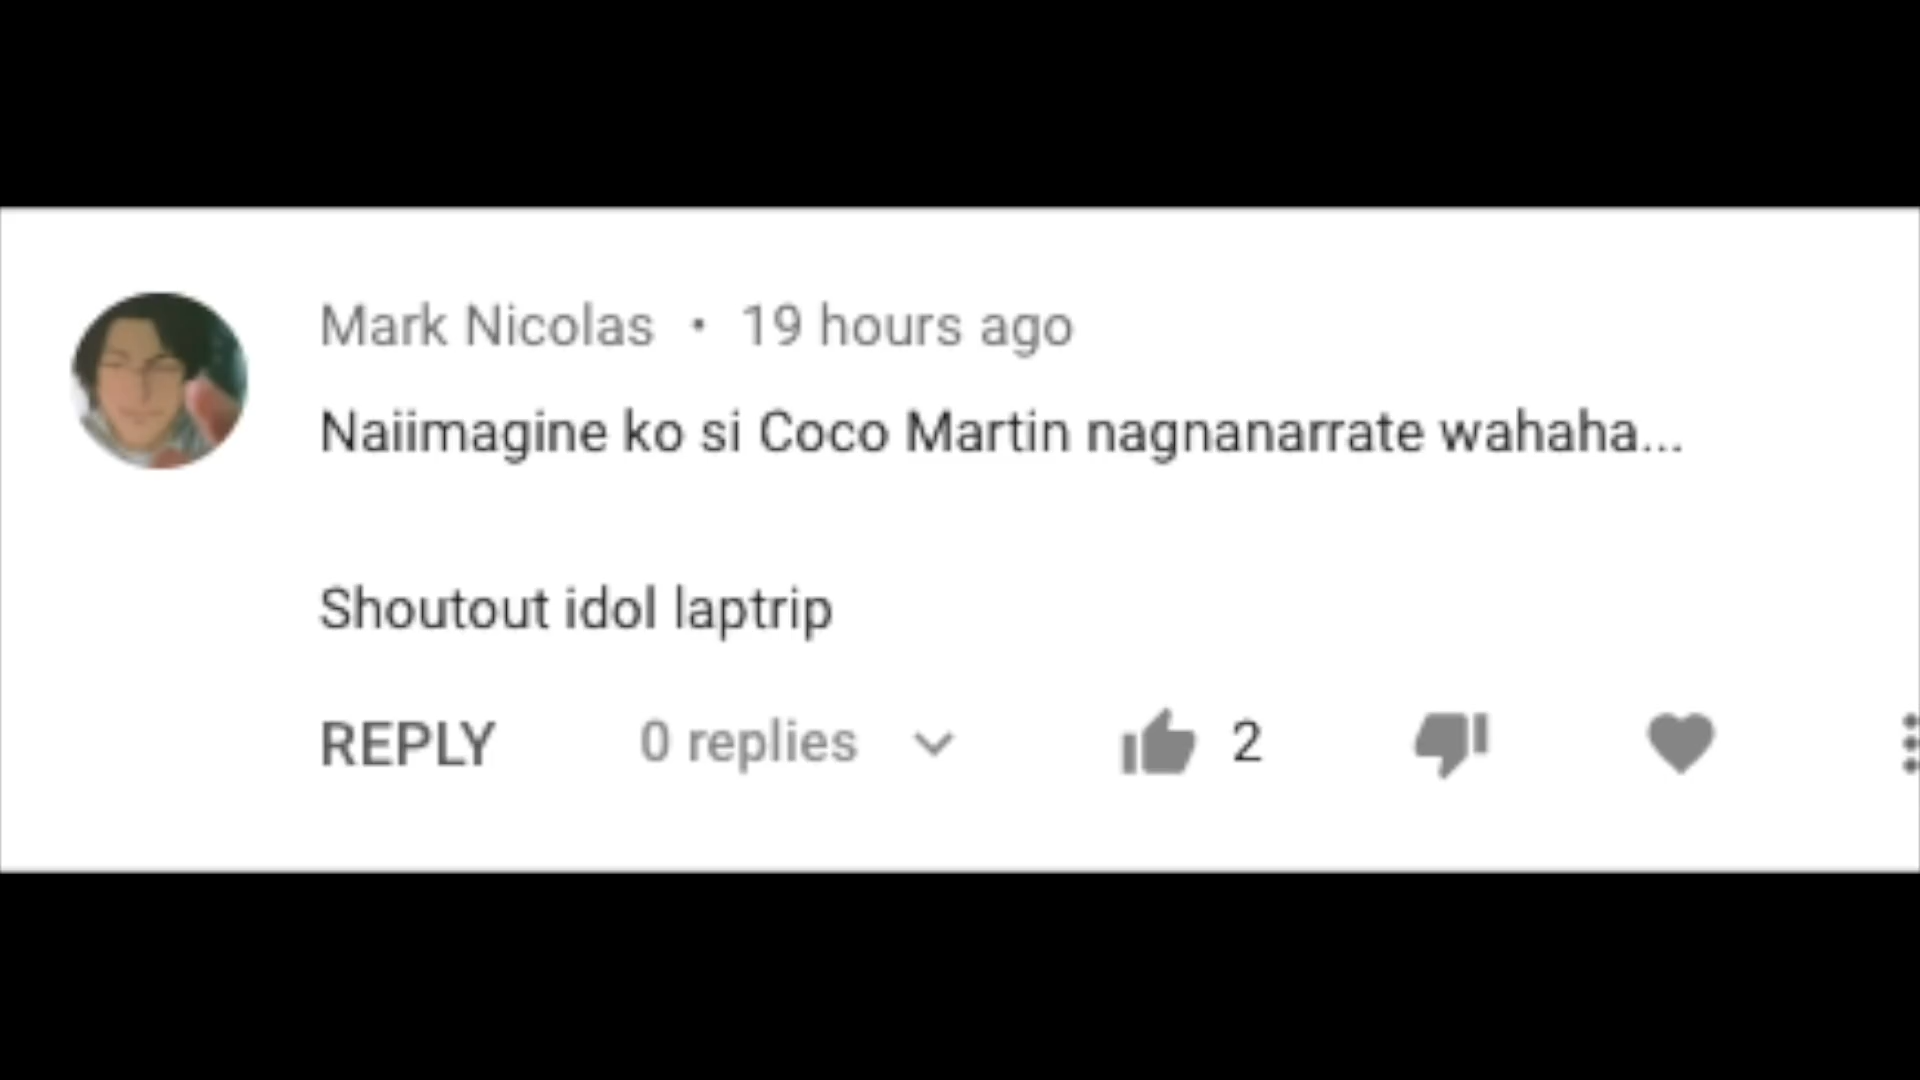 Mark Nicolas • 19 hours ago
Naiimagine ko si Coco Martin nagnanarrate wahaha...
Shoutout idol laptrip
REPLY 0 replies 2